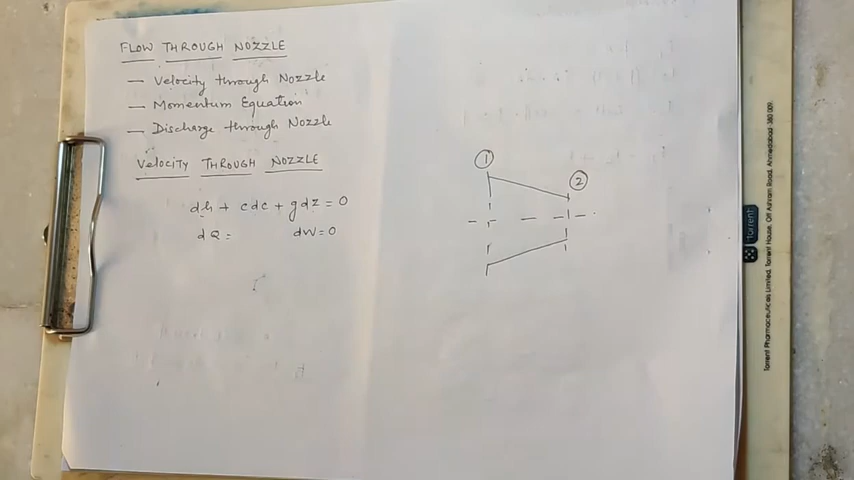 FLOW THROUGH NOZZLE
— Velocity through Nozzle
— Momentum Equation
— Discharge through Nozzle
VELOCITY THROUGH NOZZLE
dh + cdc + gdz = 0
dQ = dW = 0
1
2
torrent
Torrent Pharmaceuticals Limited, Torrent House, Off Ashram Road, Ahmedabad-380 009.